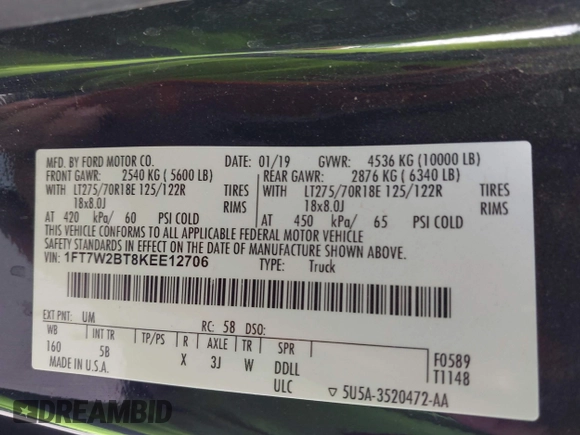 MFD. BY FORD MOTOR CO. DATE: 01/19 GVWR: 4536 KG (10000 LB)
FRONT GAWR: 2540 KG (5600 LB) REAR GAWR: 2876 KG (6340 LB)
WITH LT275/70R18E 125/122R TIRES WITH LT275/70R18E 125/122R TIRES
18x8.0J RIMS 18x8.0J RIMS
AT 420 kPa/ 60 PSI COLD AT 450 kPa/ 65 PSI COLD
THIS VEHICLE CONFORMS TO ALL APPLICABLE FEDERAL MOTOR VEHICLE
SAFETY STANDARDS IN EFFECT ON THE DATE OF MANUFACTURE SHOWN ABOVE.
VIN: 1FT7W2BT8KEE12706 TYPE: Truck
EXT PNT: UM RC: 58 DSO:
WB INT TR TP/PS R AXLE TR SPR F0589
160 5B X 3J W DDLL T1148
MADE IN U.S.A. ULC ▽ 5U5A-3520472-AA
DREAMBID